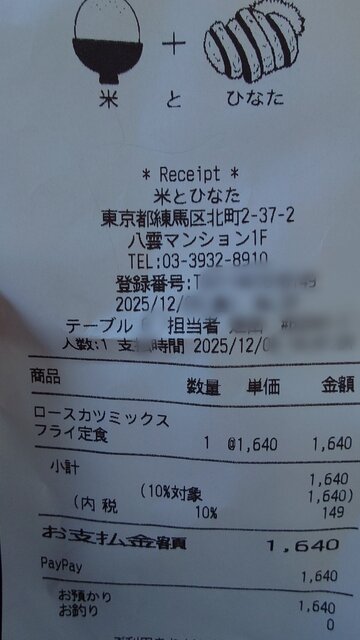 米 と ひなた
* Receipt *
米とひなた
東京都練馬区北町2-37-2
八雲マンション1F
TEL:03-3932-8910
登録番号:T
2025/12/
テーブル 担当者
人数:1 支払時間 2025/12/0
商品 数量 単価 金額
ロースカツミックス
フライ定食 1 @1,640 1,640
小計 1,640
(10%対象 1,640)
(内 税 10% 149
お支払金額 1,640
PayPay 1,640
お預かり 1,640
お釣り 0